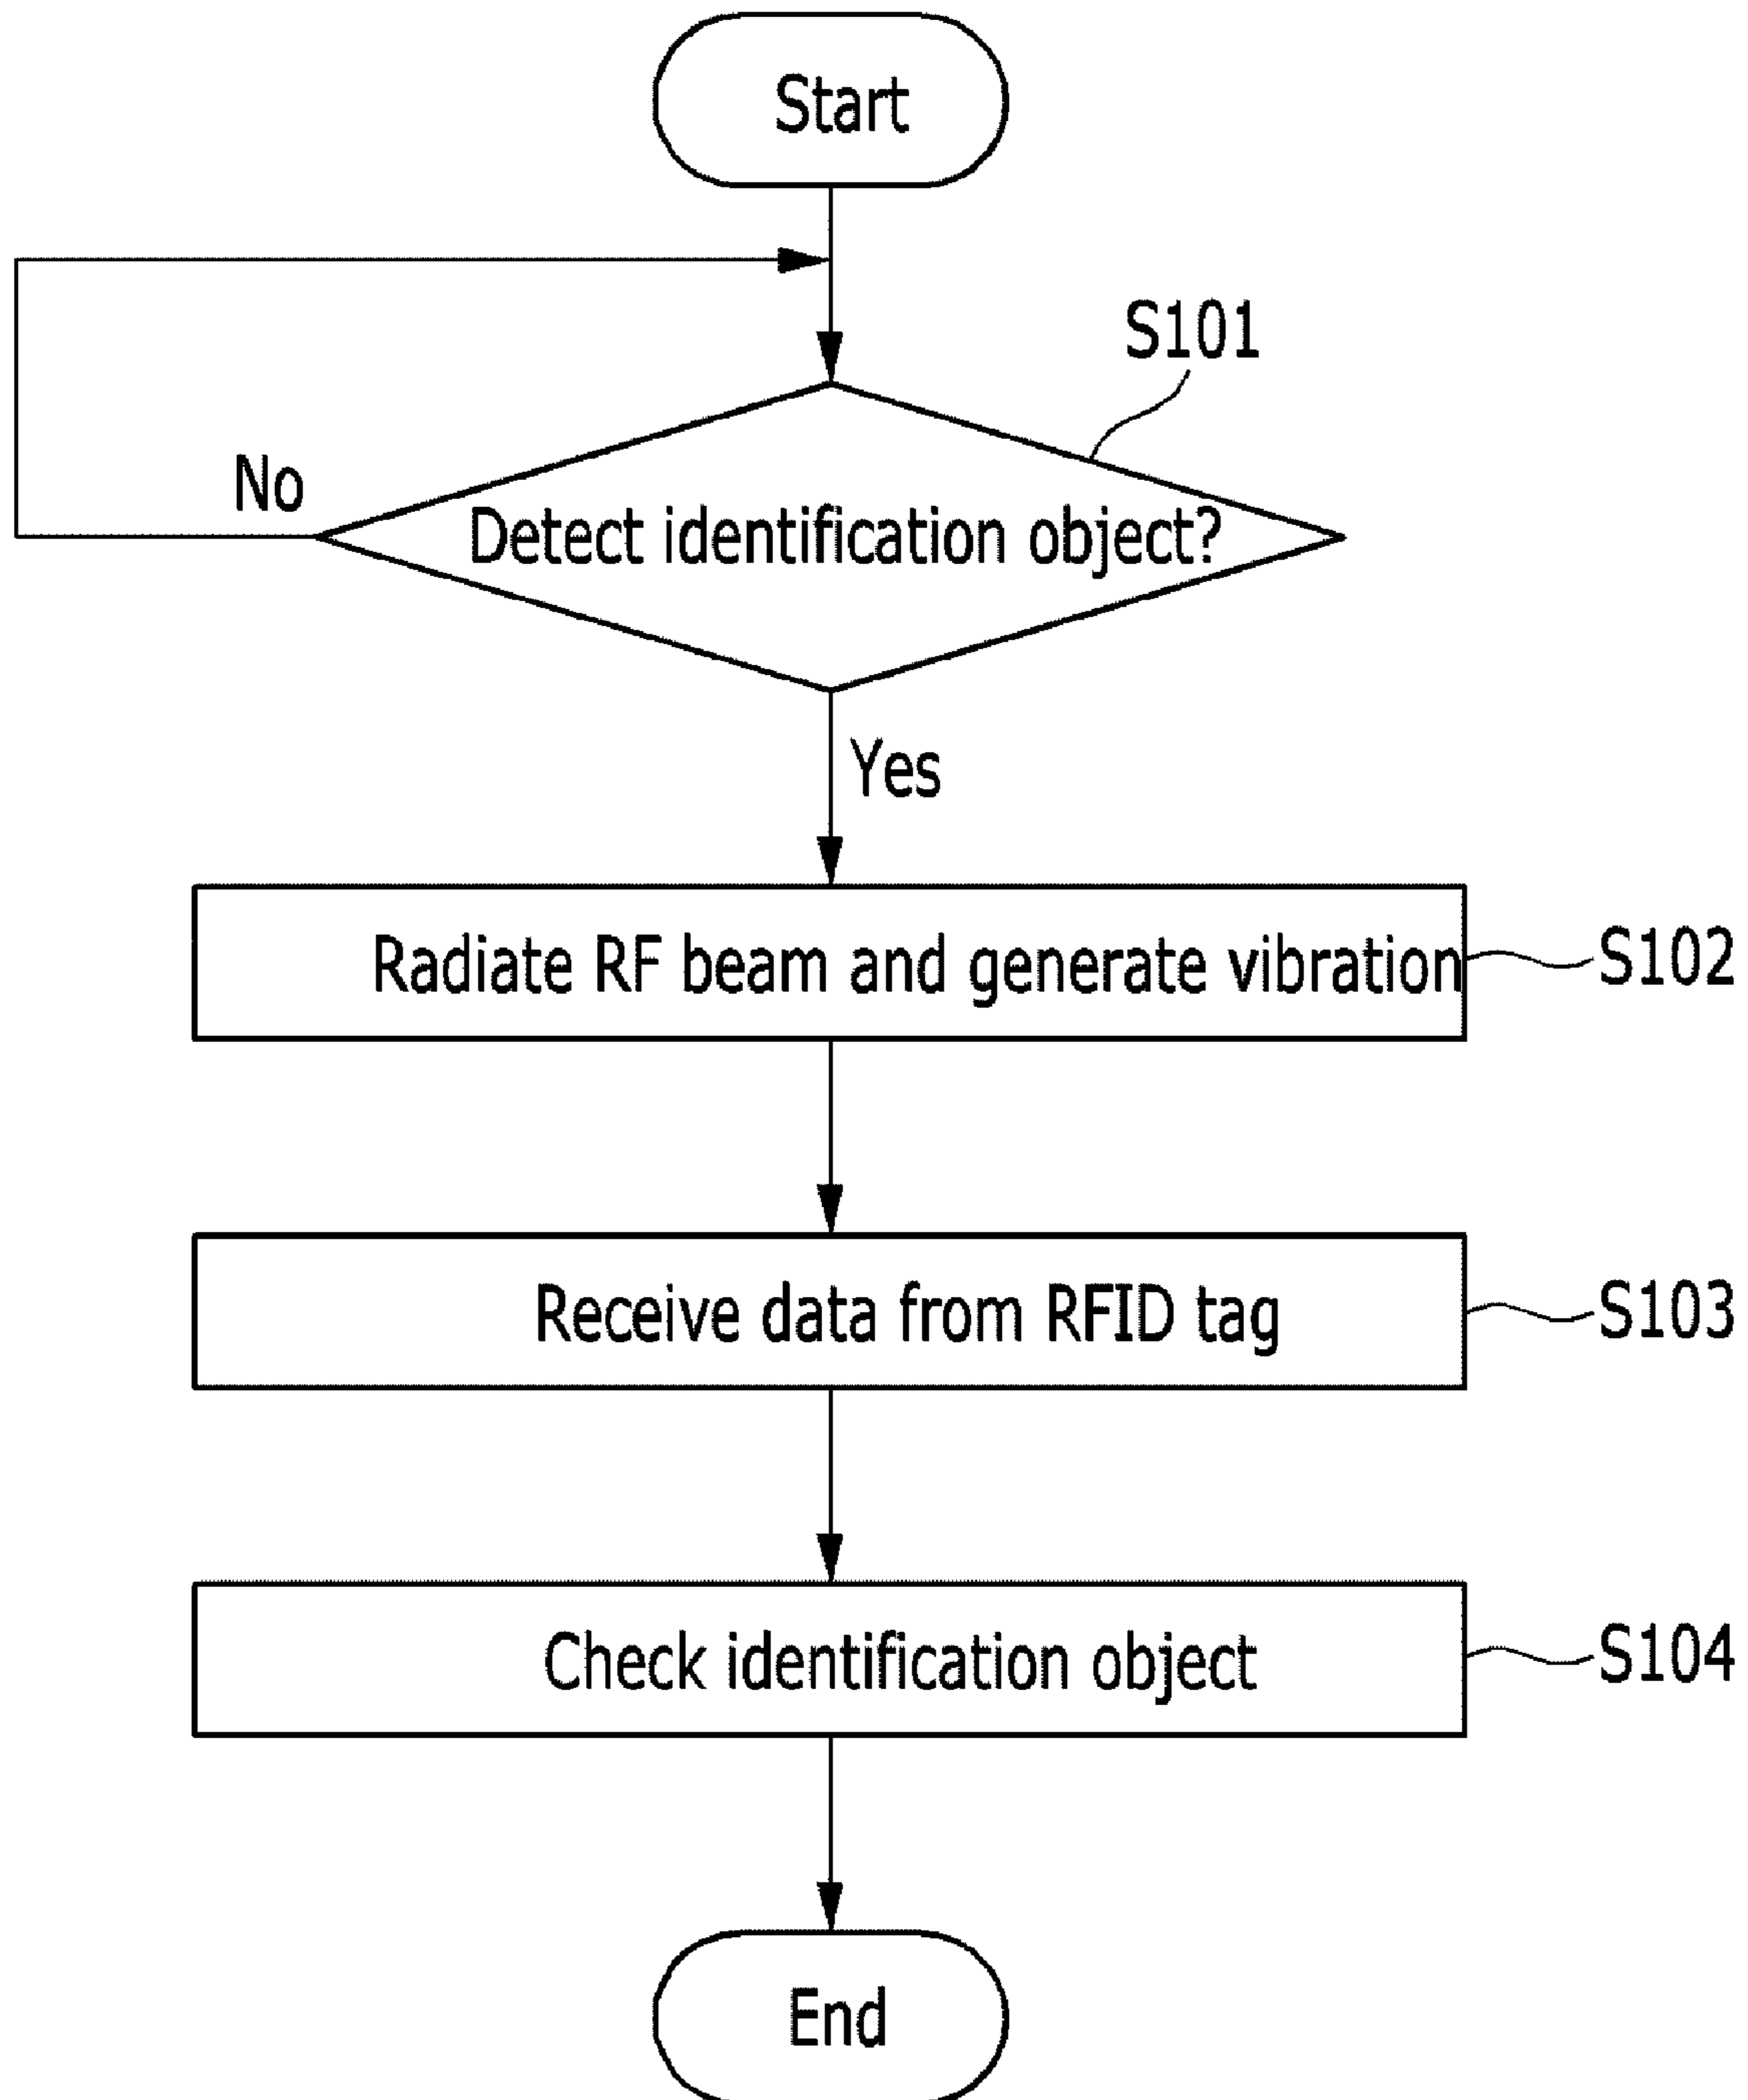 Start
S101
No
Detect identification object?
Yes
Radiate RF beam and generate vibration
S102
Receive data from RFID tag
S103
Check identification object
S104
End